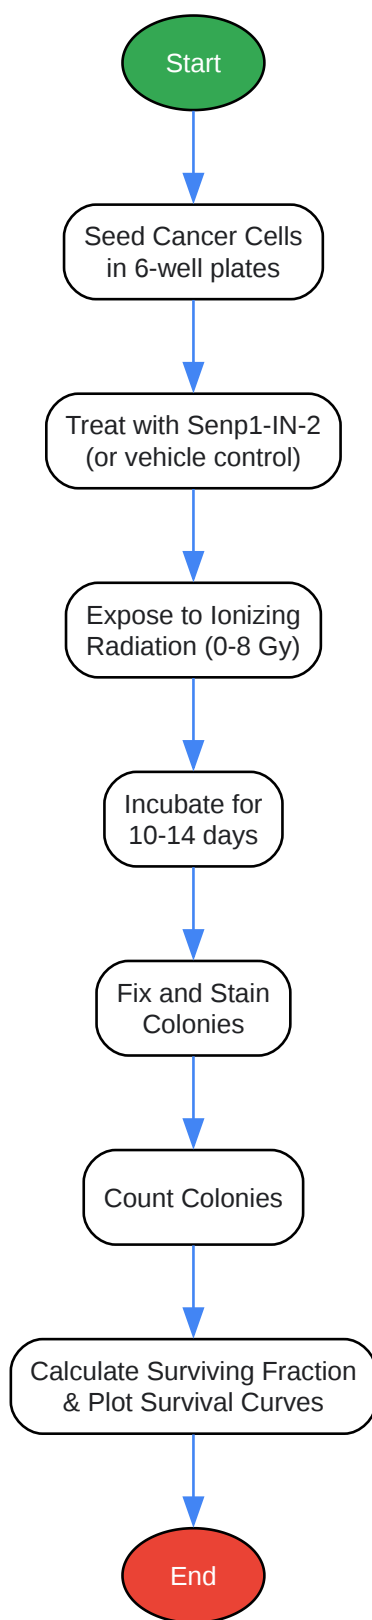 Start
Seed Cancer Cells
in 6-well plates
Treat with Senp1-IN-2
(or vehicle control)
Expose to Ionizing
Radiation (0-8 Gy)
Incubate for
10-14 days
Fix and Stain
Colonies
Count Colonies
Calculate Surviving Fraction
& Plot Survival Curves
End